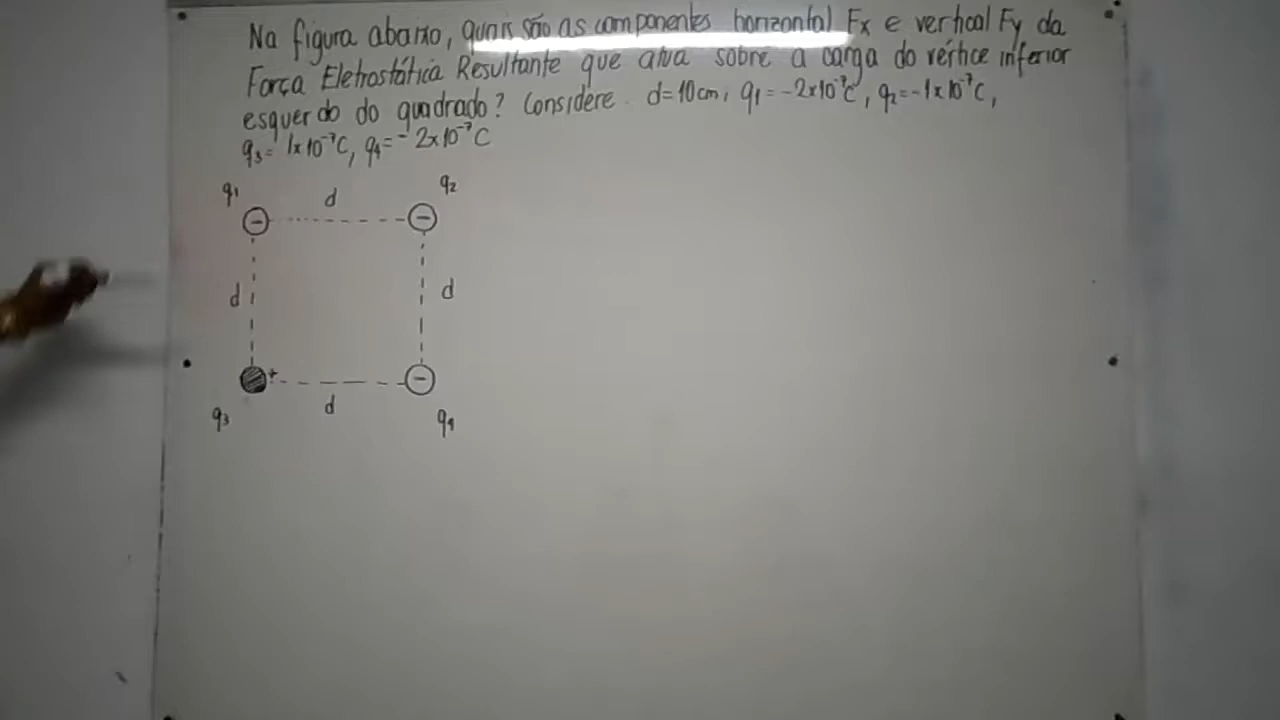 Na figura abaixo, quais são as componentes horizontal Fx e vertical Fy da
Força Eletrostática Resultante que atua sobre a carga do vértice inferior
esquerdo do quadrado? Considere d=10cm, q1=-2x10⁻⁷C, q2=-1x10⁻⁷C,
q3=1x10⁻⁷C, q4=-2x10⁻⁷C
q1 d q2
- -
d d
+ -
q3 d q4